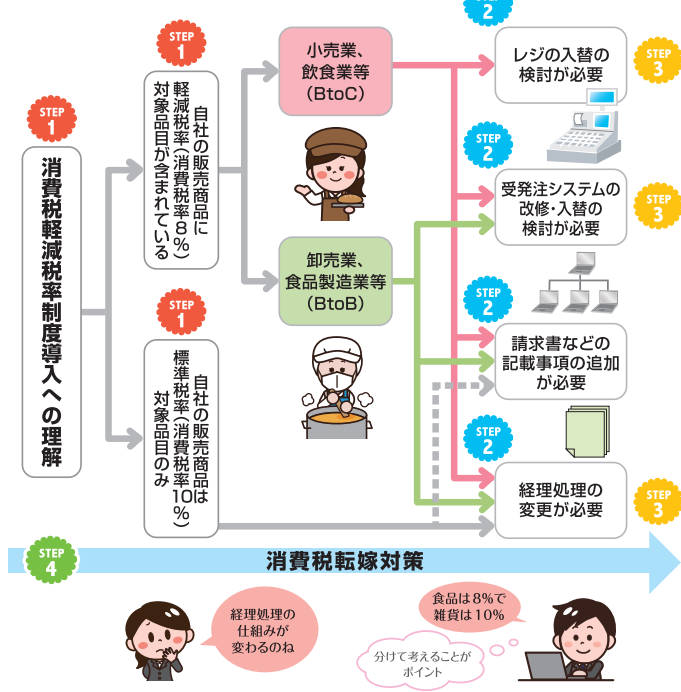 STEP
1
消費税軽減税率制度導入への理解
STEP
1
自社の販売商品に
軽減税率(消費税率8%)
対象品目が含まれている
STEP
1
自社の販売商品は
標準税率(消費税率10%)
対象品目のみ
小売業、
飲食業等
(BtoC)
卸売業、
食品製造業等
(BtoB)
STEP
2
レジの入替の
検討が必要
STEP
3
STEP
2
受発注システムの
改修・入替の
検討が必要
STEP
3
STEP
2
請求書などの
記載事項の追加
が必要
STEP
2
経理処理の
変更が必要
STEP
3
STEP
4
消費税転嫁対策
経理処理の
仕組みが
変わるのね
食品は8%で
雑貨は10%
分けて考えることが
ポイント